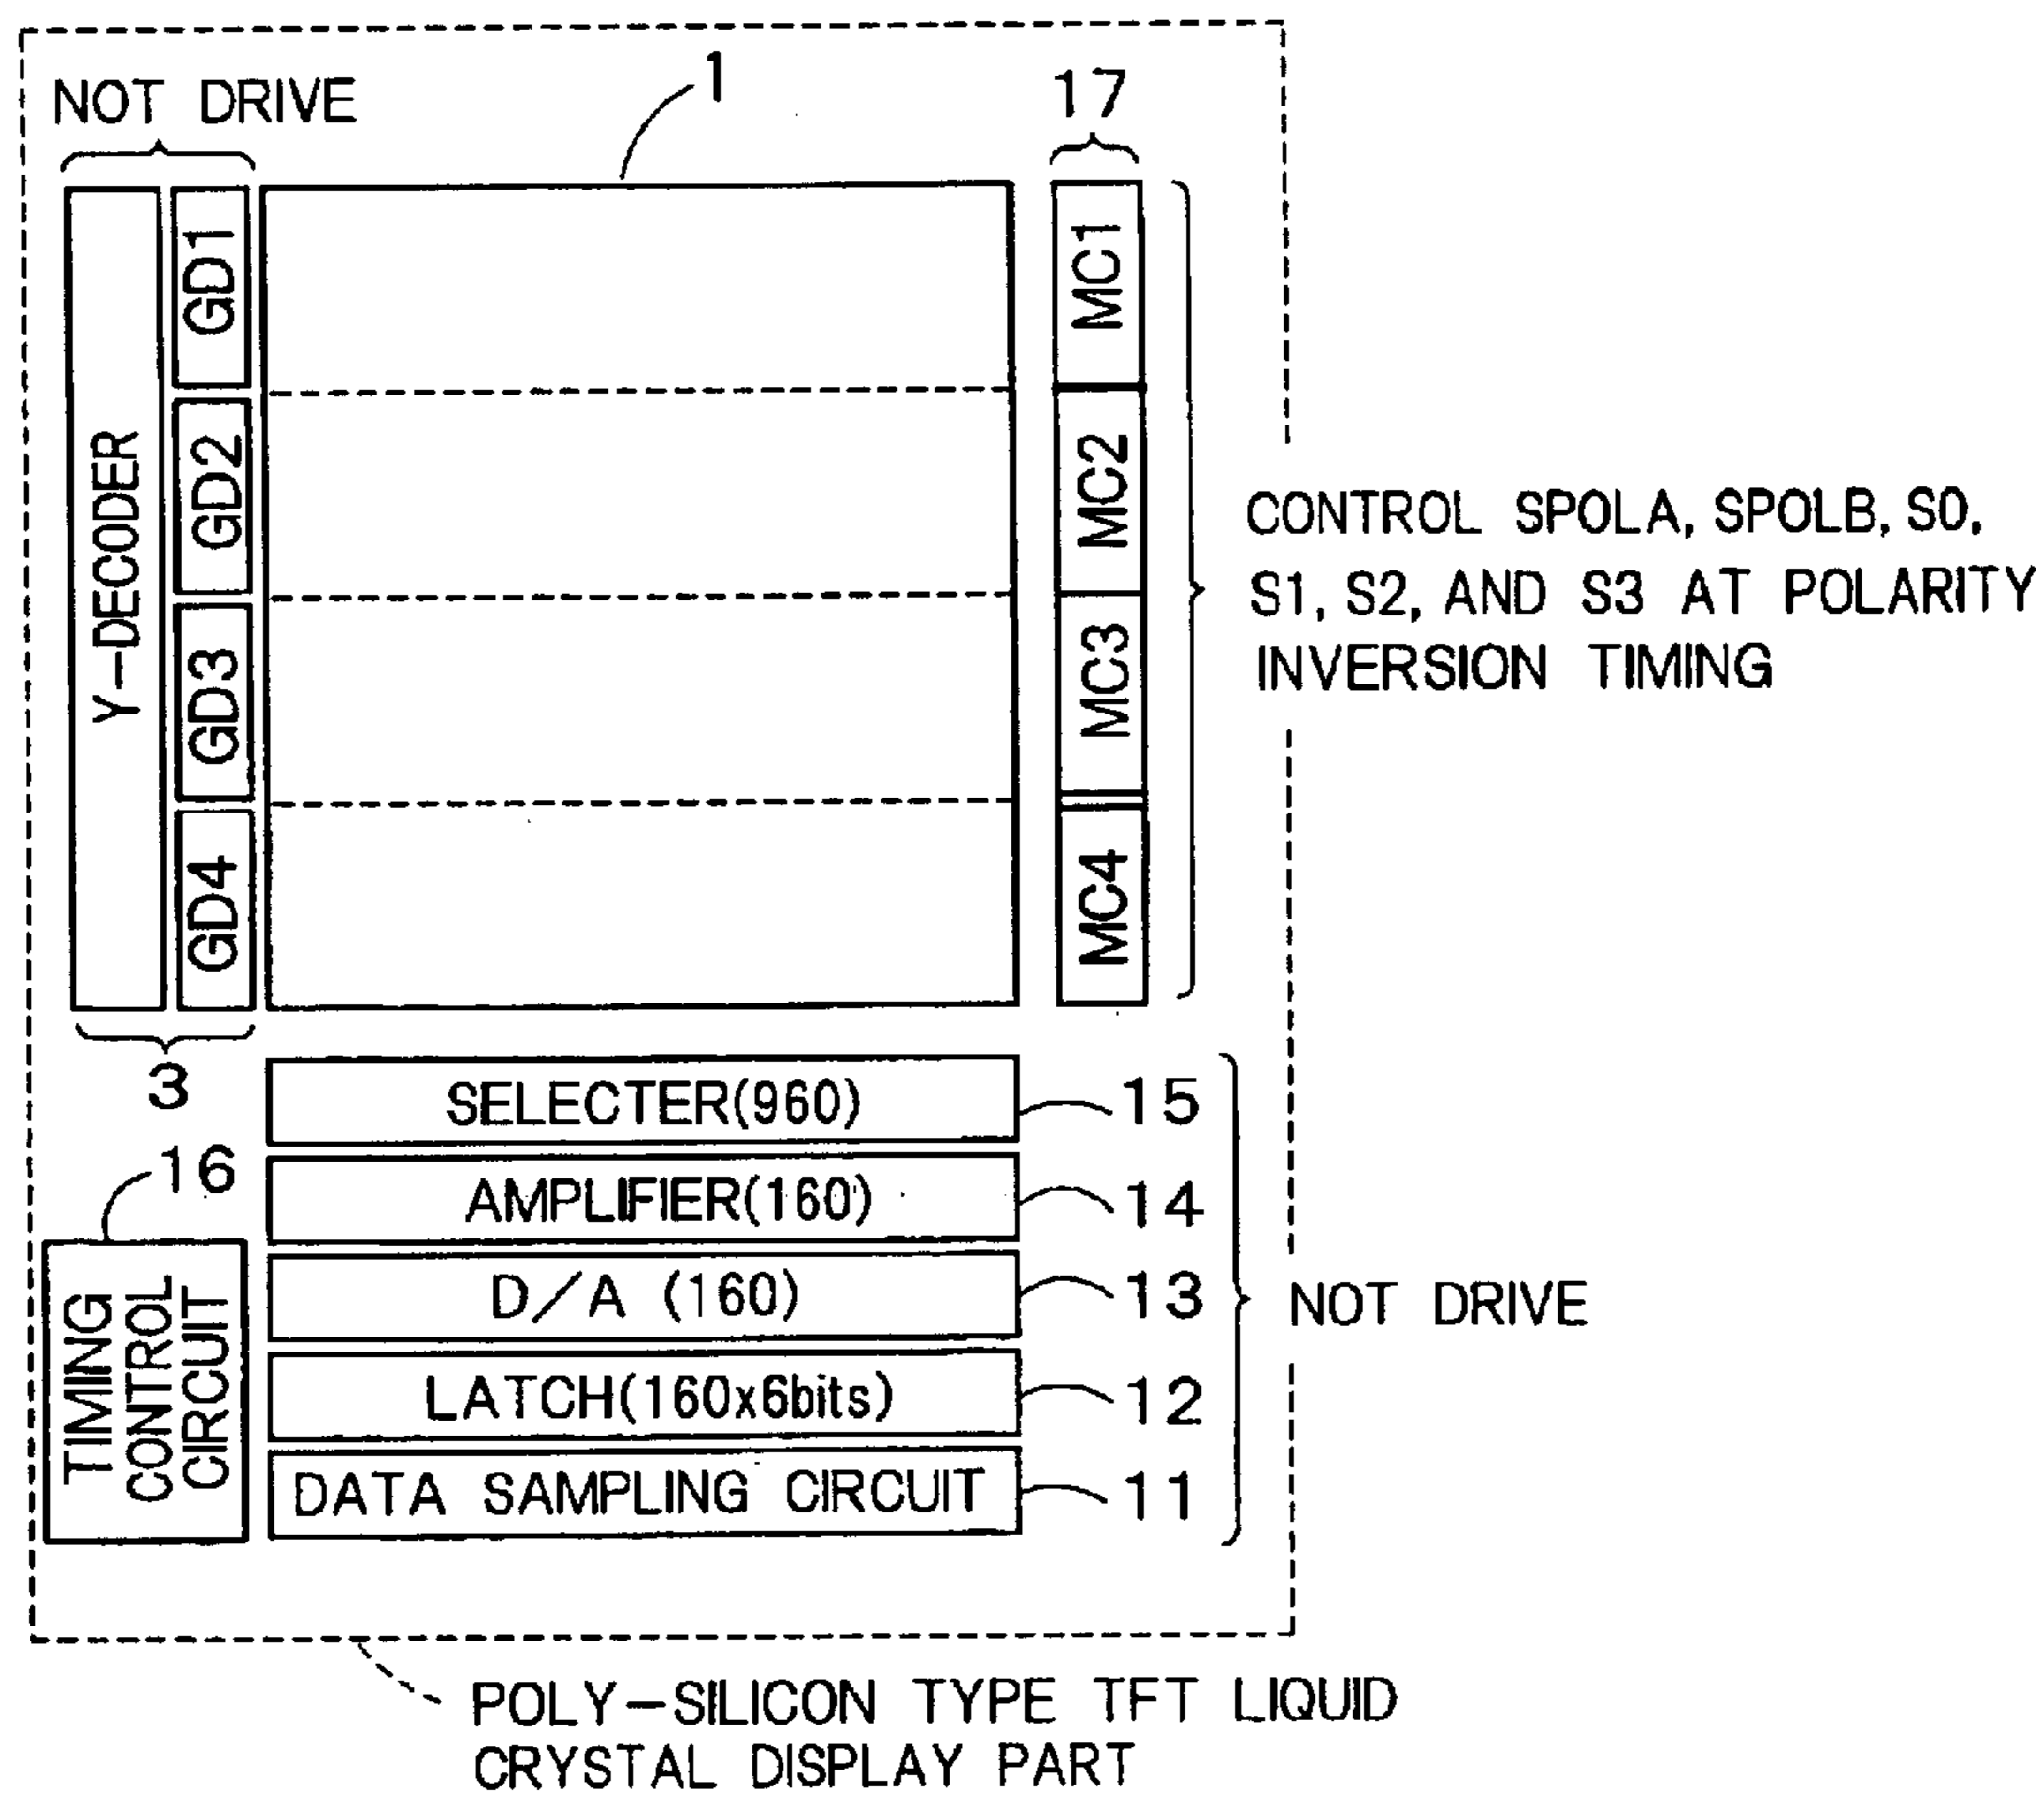 NOT DRIVE
1
17
Y-DECODER
GD1
GD2
GD3
GD4
MC1
MC2
MC3
MC4
CONTROL SPOLA, SPOLB, S0,
S1, S2, AND S3 AT POLARITY
INVERSION TIMING
3
SELECTER(960)
15
16
AMPLIFIER(160)
14
D/A (160)
13
NOT DRIVE
TIMING
CONTROL
CIRCUIT
LATCH(160x6bits)
12
DATA SAMPLING CIRCUIT
11
POLY-SILICON TYPE TFT LIQUID
CRYSTAL DISPLAY PART